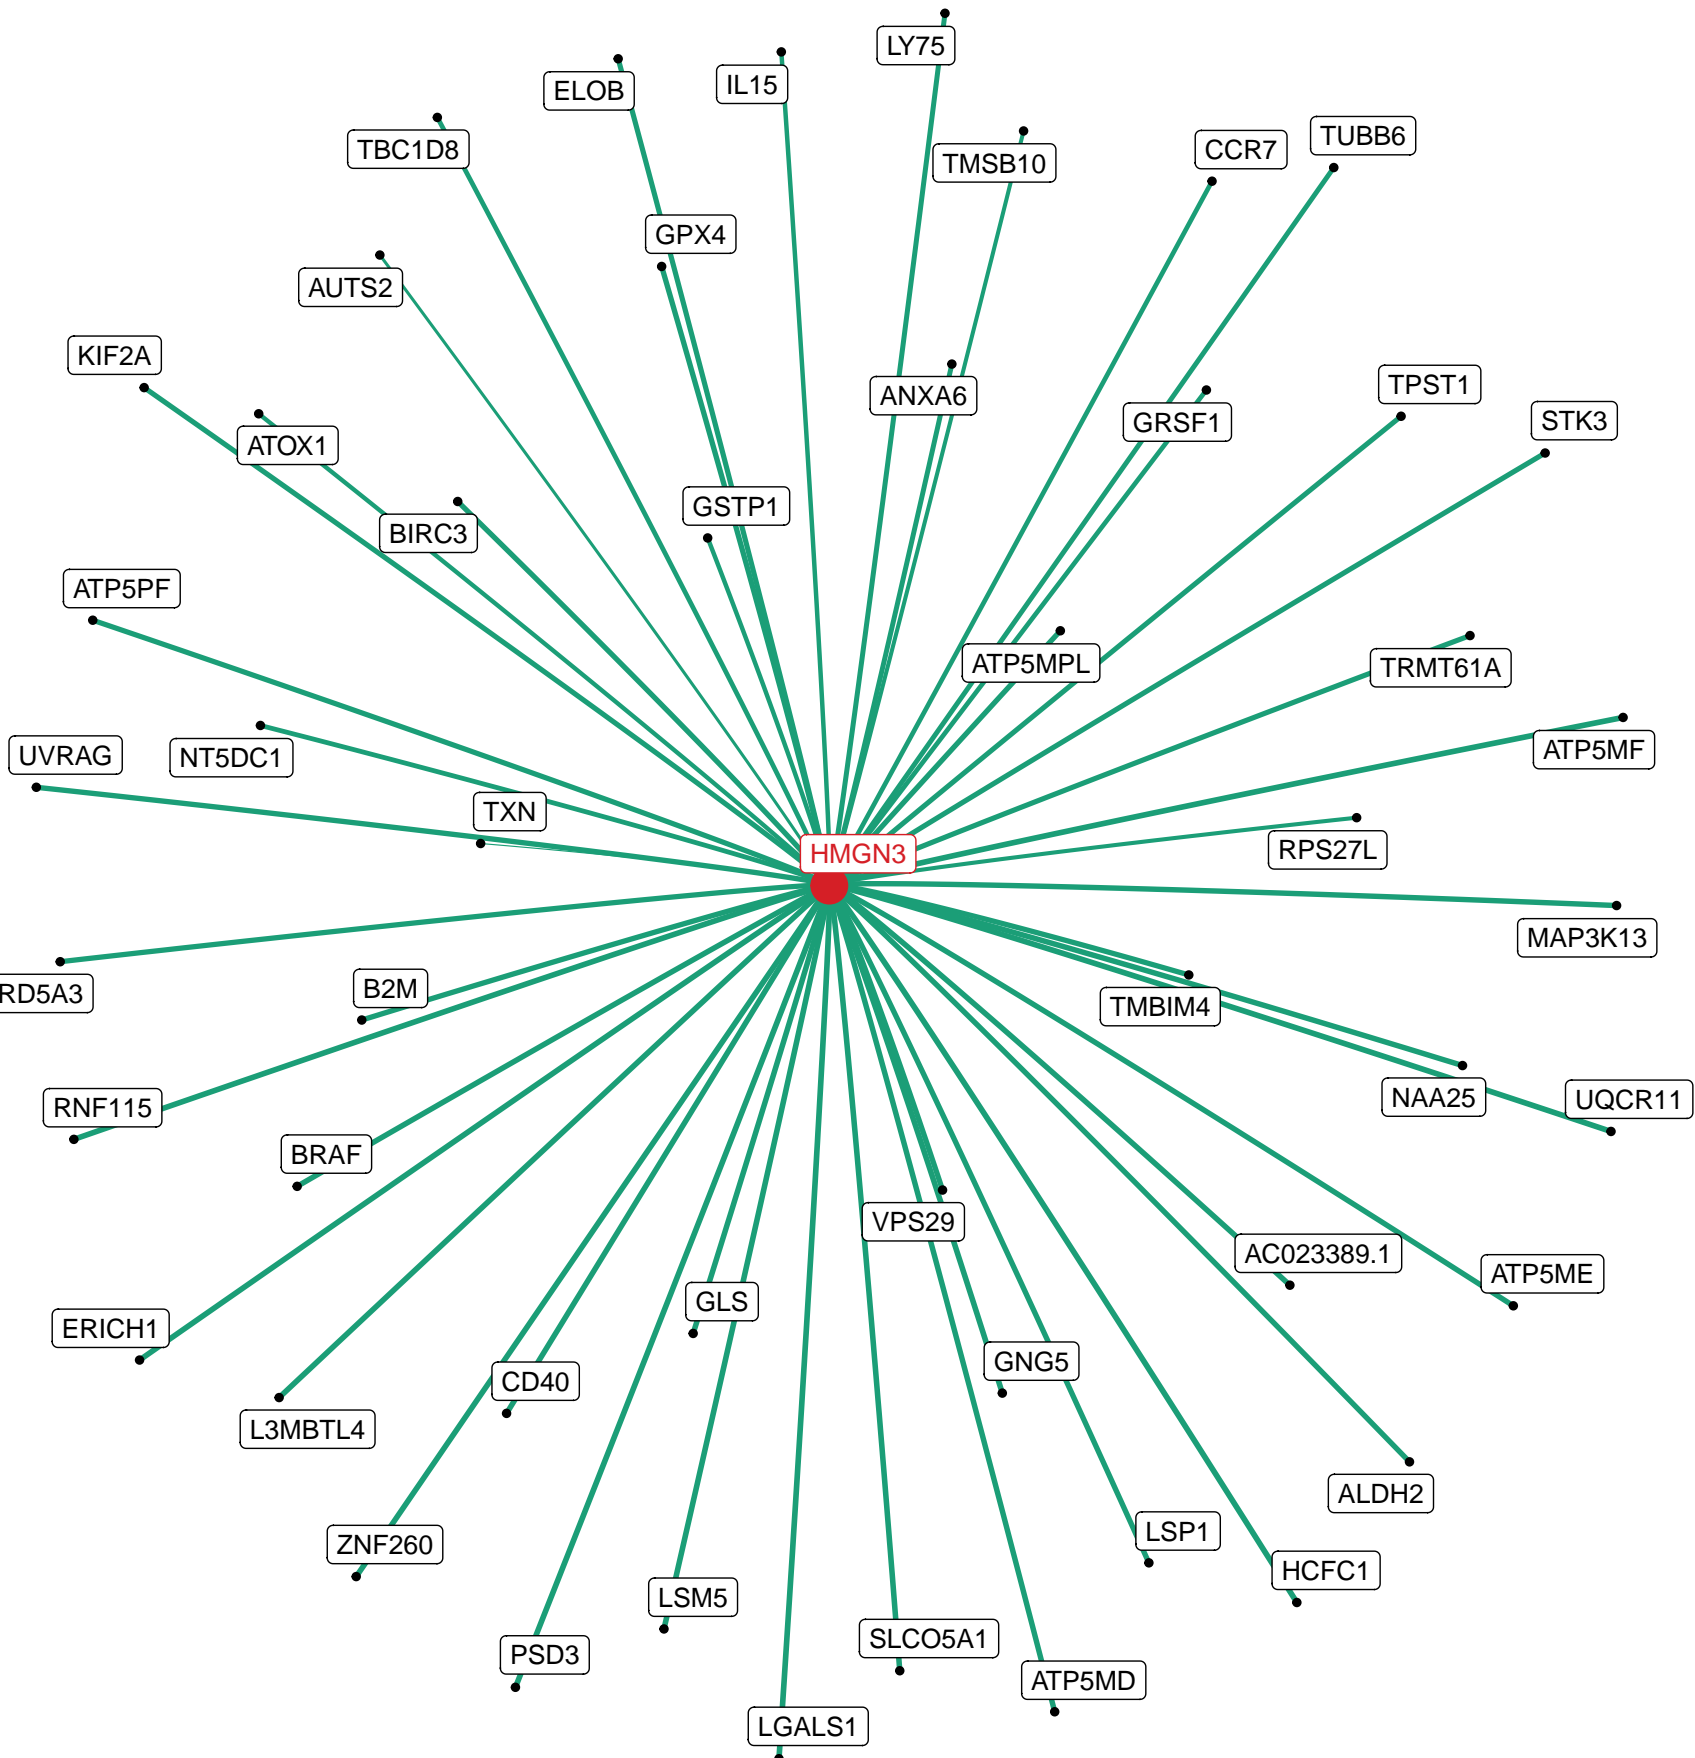 LY75
ELOB
IL15
TBC1D8
TMSB10
CCR7
TUBB6
GPX4
AUTS2
KIF2A
ATOX1
ANXA6
GRSF1
TPST1
STK3
BIRC3
GSTP1
ATP5PF
ATP5MPL
TRMT61A
UVRAG
NT5DC1
ATP5MF
TXN
HMGN3
RPS27L
MAP3K13
RD5A3
B2M
TMBIM4
RNF115
NAA25
UQCR11
BRAF
VPS29
AC023389.1
ATP5ME
ERICH1
GLS
GNG5
CD40
L3MBTL4
ALDH2
ZNF260
LSP1
HCFC1
LSM5
SLCO5A1
PSD3
ATP5MD
LGALS1